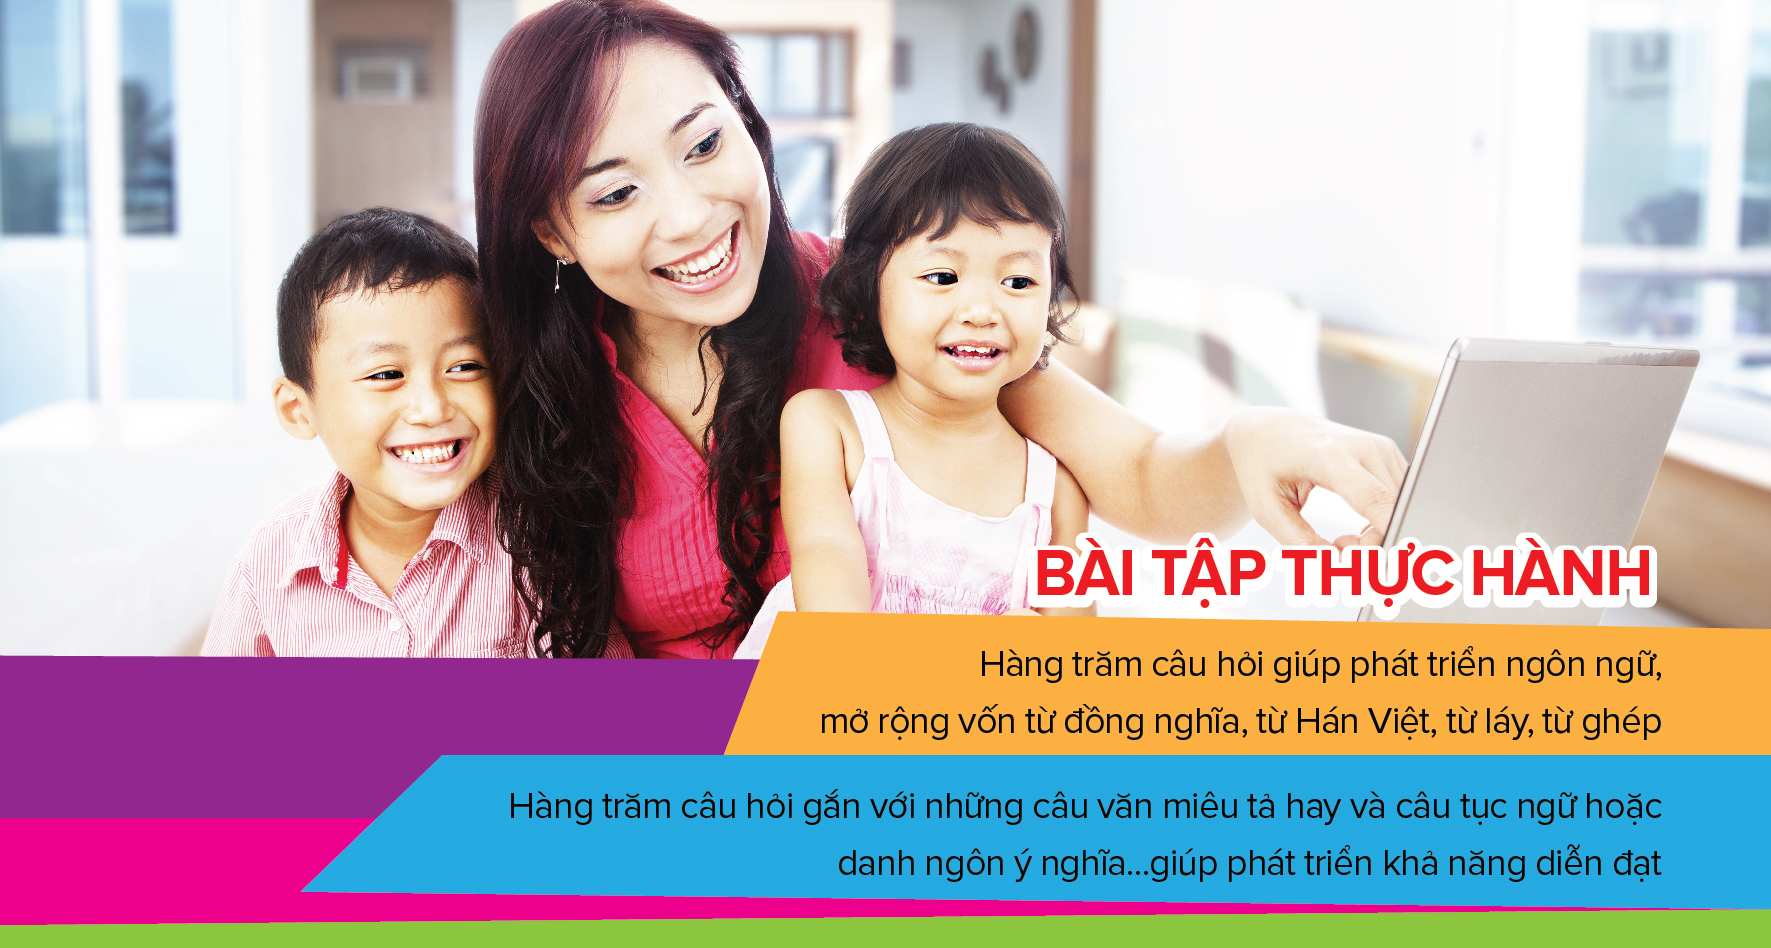 BÀI TẬP THỰC HÀNH
Hàng trăm câu hỏi giúp phát triển ngôn ngữ,
mở rộng vốn từ đồng nghĩa, từ Hán Việt, từ láy, từ ghép
Hàng trăm câu hỏi gắn với những câu văn miêu tả hay và câu tục ngữ hoặc
danh ngôn ý nghĩa...giúp phát triển khả năng diễn đạt